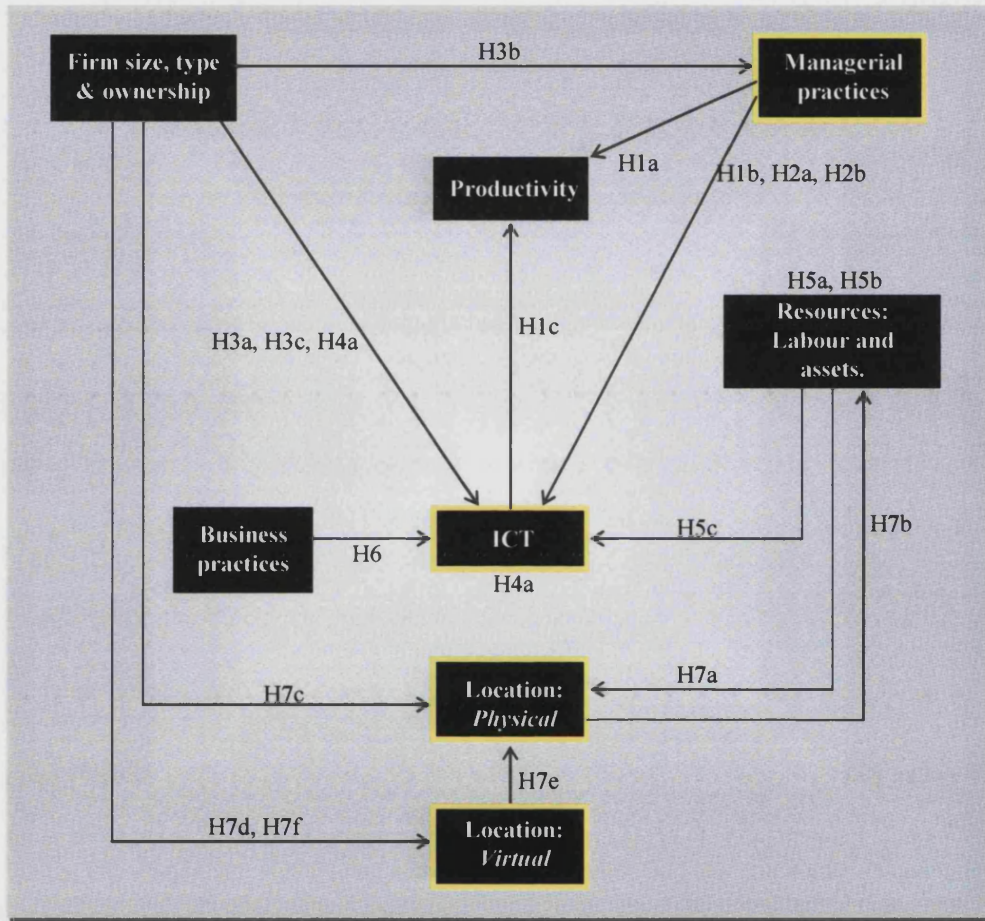 H3b
Firm size, type
& ownership
Managerial
practices
H1a
H1b, H2a, H2b
Productivity
H5a, H5b
Resources:
Labour and
assets.
H1c
H3a, H3c, H4a
Business
practices
H6
ICT
H5c
H7b
H4a
H7c
Location:
Physical
H7a
H7e
H7d, H7f
Location:
Virtual